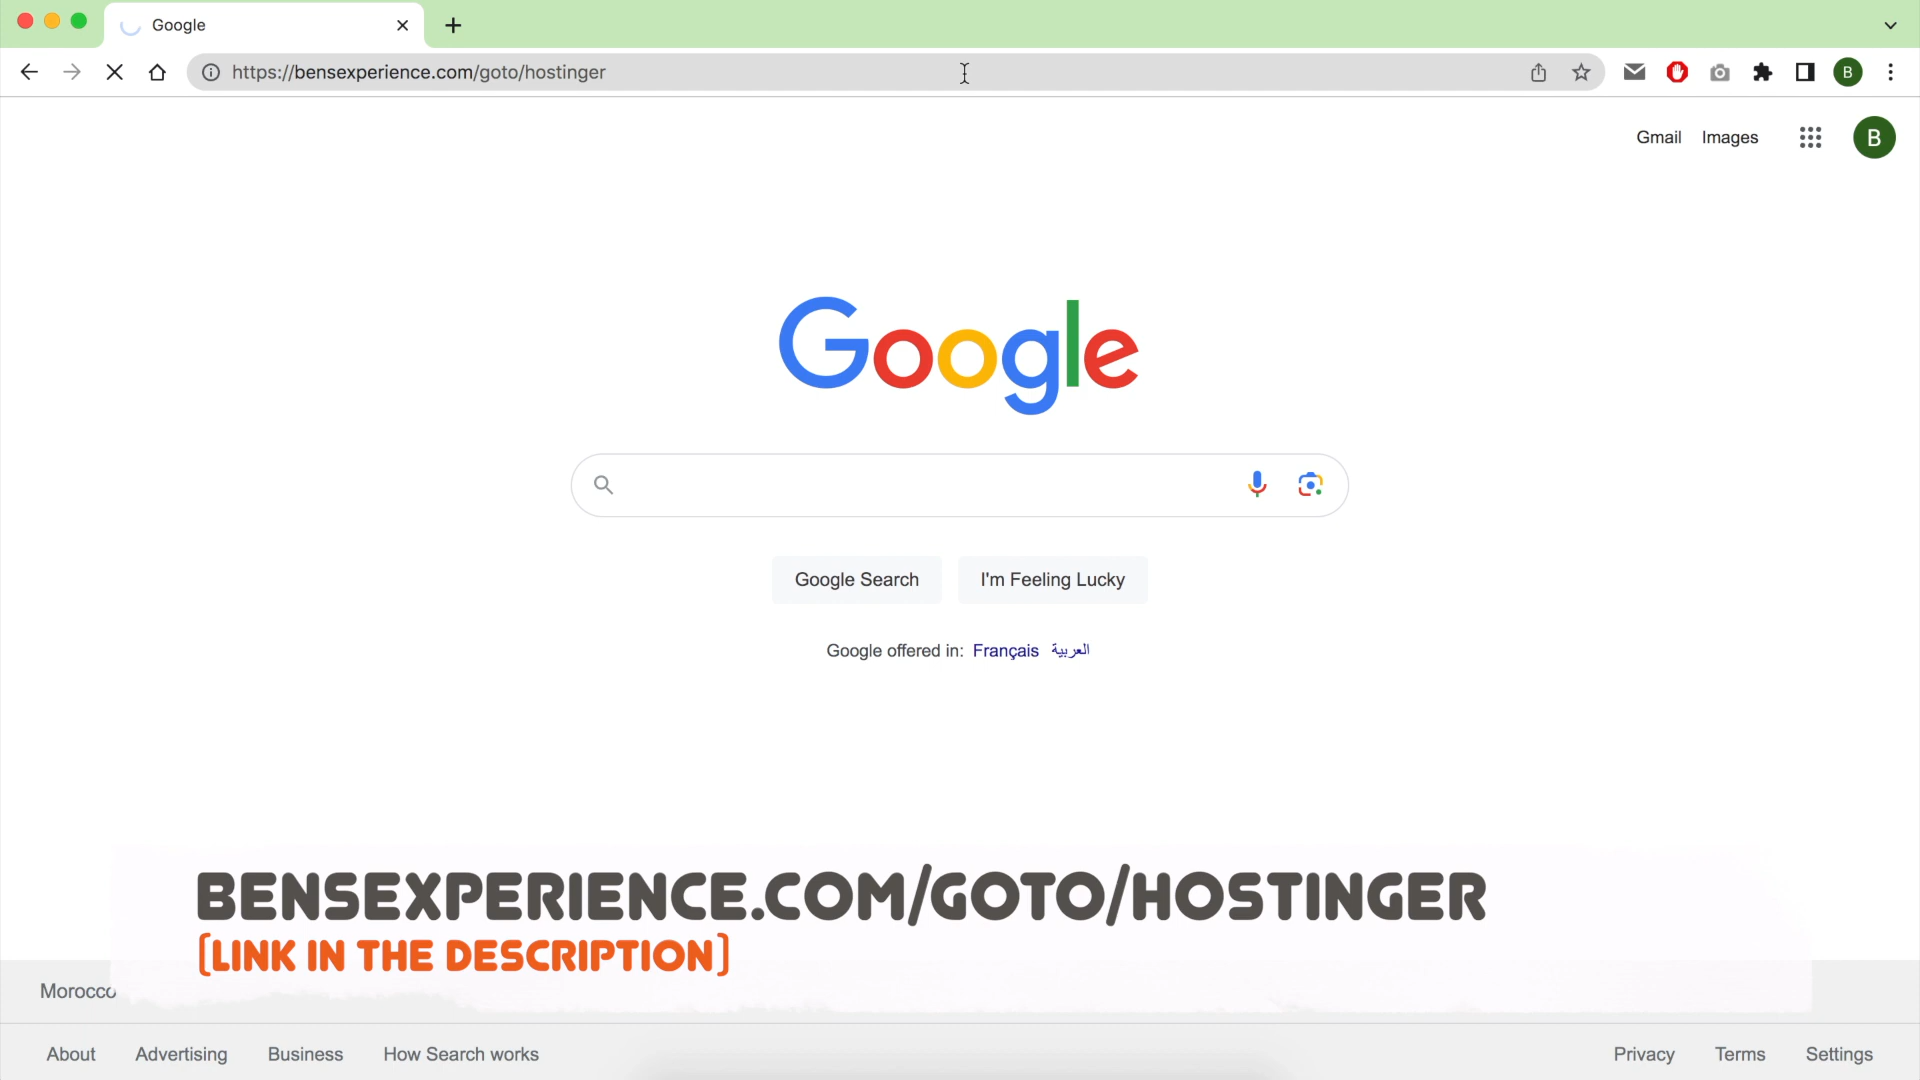 Google
https://bensexperience.com/goto/hostinger
B
Gmail Images
B
Google
Google Search
I'm Feeling Lucky
Google offered in: Français العربية
BENSEXPERIENCE.COM/GOTO/HOSTINGER
[LINK IN THE DESCRIPTION]
Morocco
About Advertising Business How Search works
Privacy Terms Settings